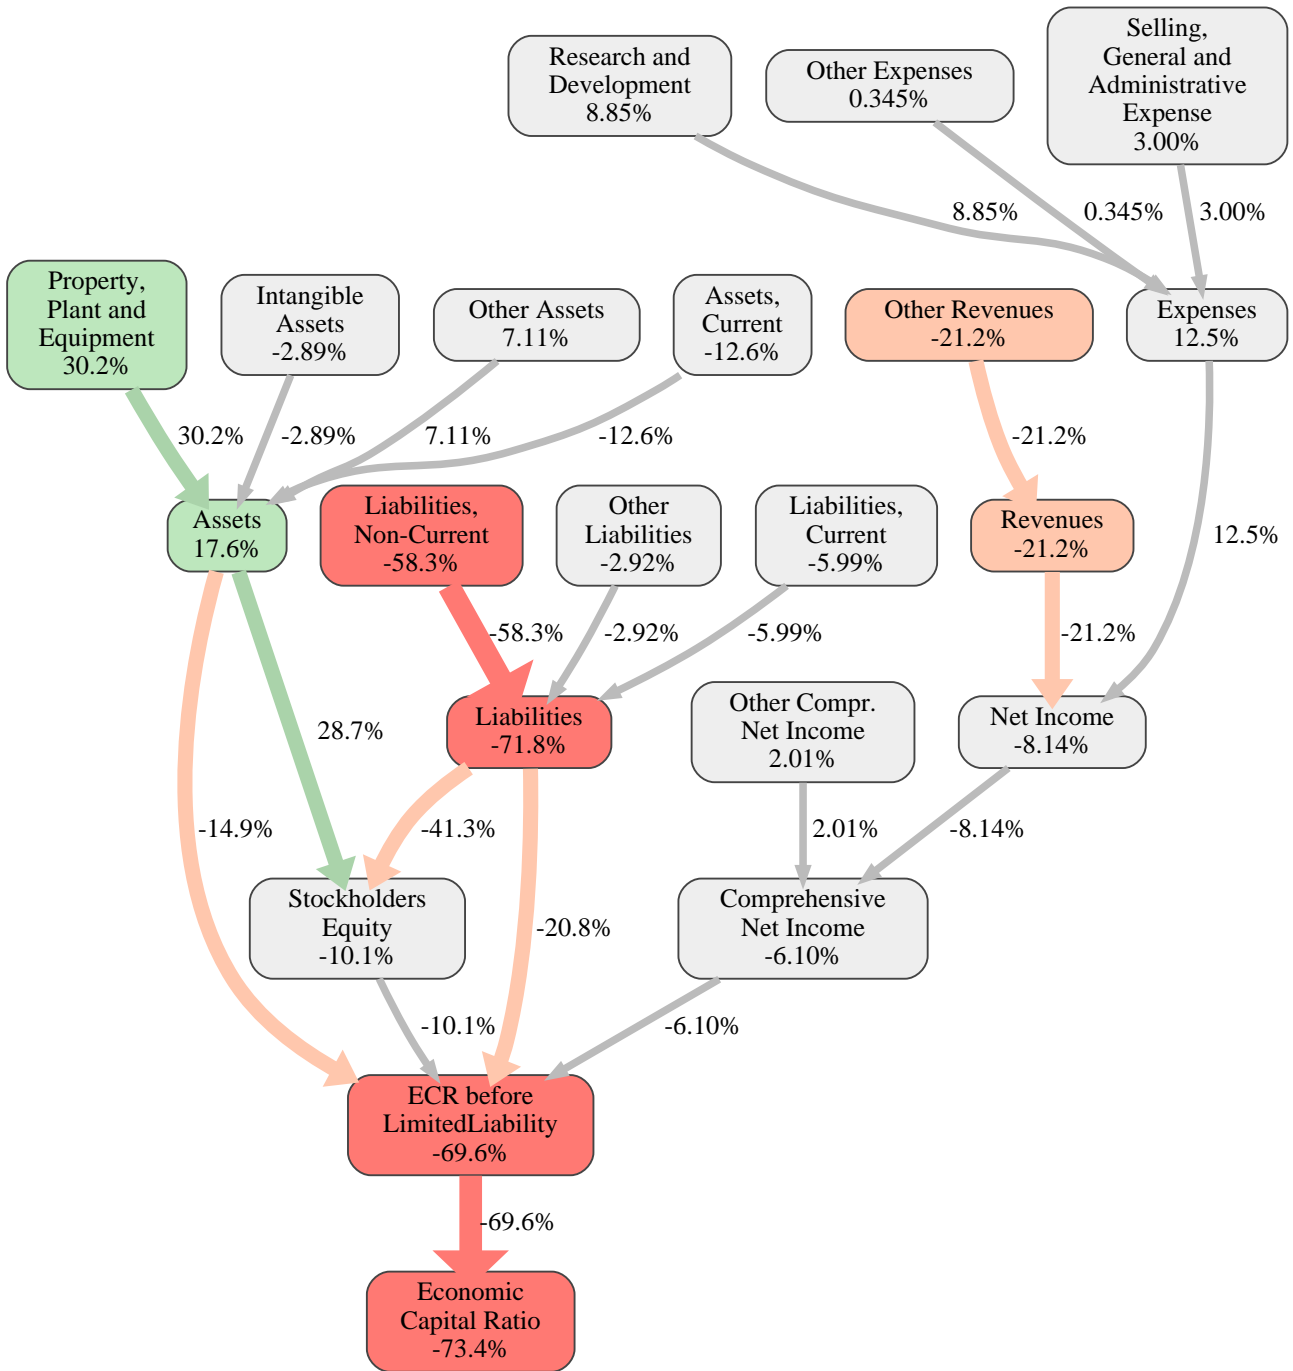 Research and
Development
8.85%
Other Expenses
0.345%
Selling,
General and
Administrative
Expense
3.00%
8.85%
0.345%
3.00%
Property,
Plant and
Equipment
30.2%
Intangible
Assets
-2.89%
Other Assets
7.11%
Assets,
Current
-12.6%
Other Revenues
-21.2%
Expenses
12.5%
30.2%
-2.89%
7.11%
-12.6%
-21.2%
Assets
17.6%
Liabilities,
Non-Current
-58.3%
Other
Liabilities
-2.92%
Liabilities,
Current
-5.99%
Revenues
-21.2%
12.5%
-58.3%
-2.92%
-5.99%
-21.2%
28.7%
Liabilities
-71.8%
Other Compr.
Net Income
2.01%
Net Income
-8.14%
-14.9%
-41.3%
2.01%
-8.14%
Stockholders
Equity
-10.1%
-20.8%
Comprehensive
Net Income
-6.10%
-10.1%
-6.10%
ECR before
LimitedLiability
-69.6%
-69.6%
Economic
Capital Ratio
-73.4%